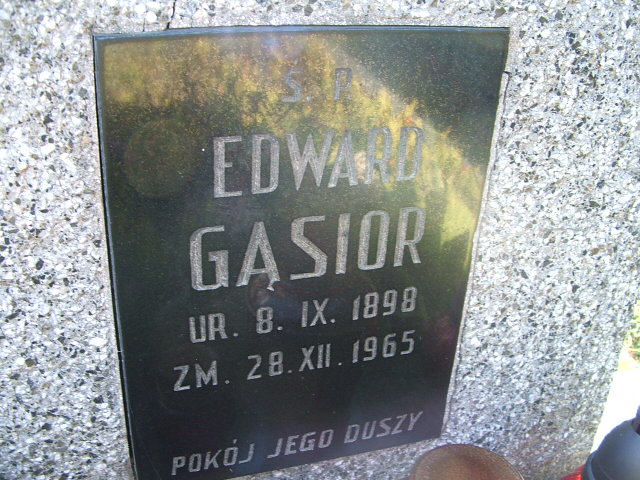 Ś. P.
EDWARD
GĄSIOR
UR. 8. IX. 1898
ZM. 28. XII. 1965
POKÓJ JEGO DUSZY